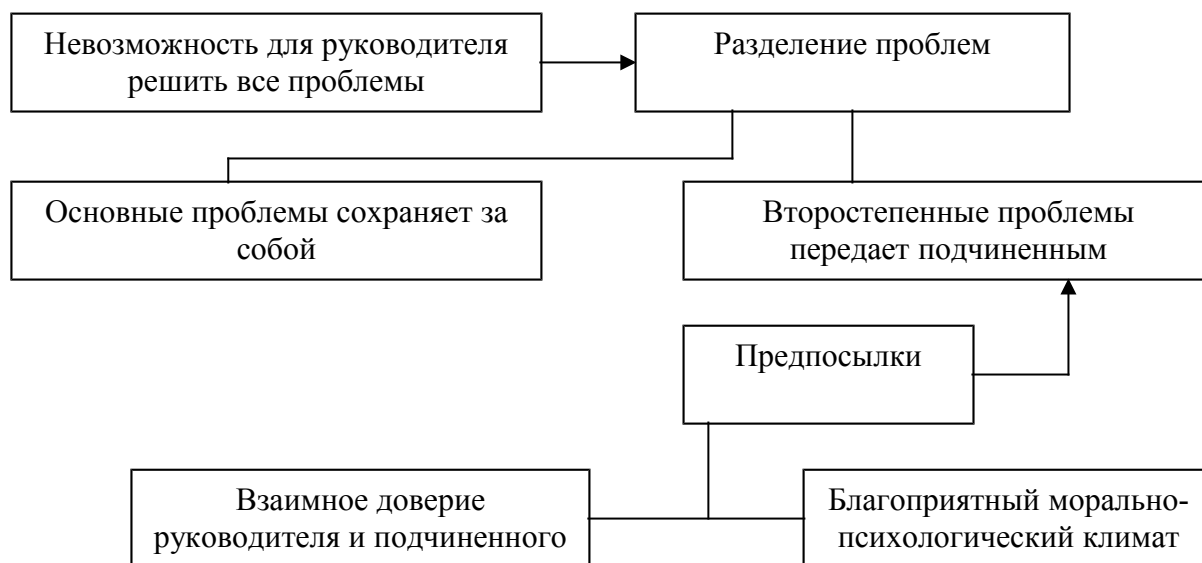 Невозможность для руководителя
решить все проблемы
Разделение проблем
Основные проблемы сохраняет за
собой
Второстепенные проблемы
передает подчиненным
Предпосылки
Взаимное доверие
руководителя и подчиненного
Благоприятный морально-
психологический климат